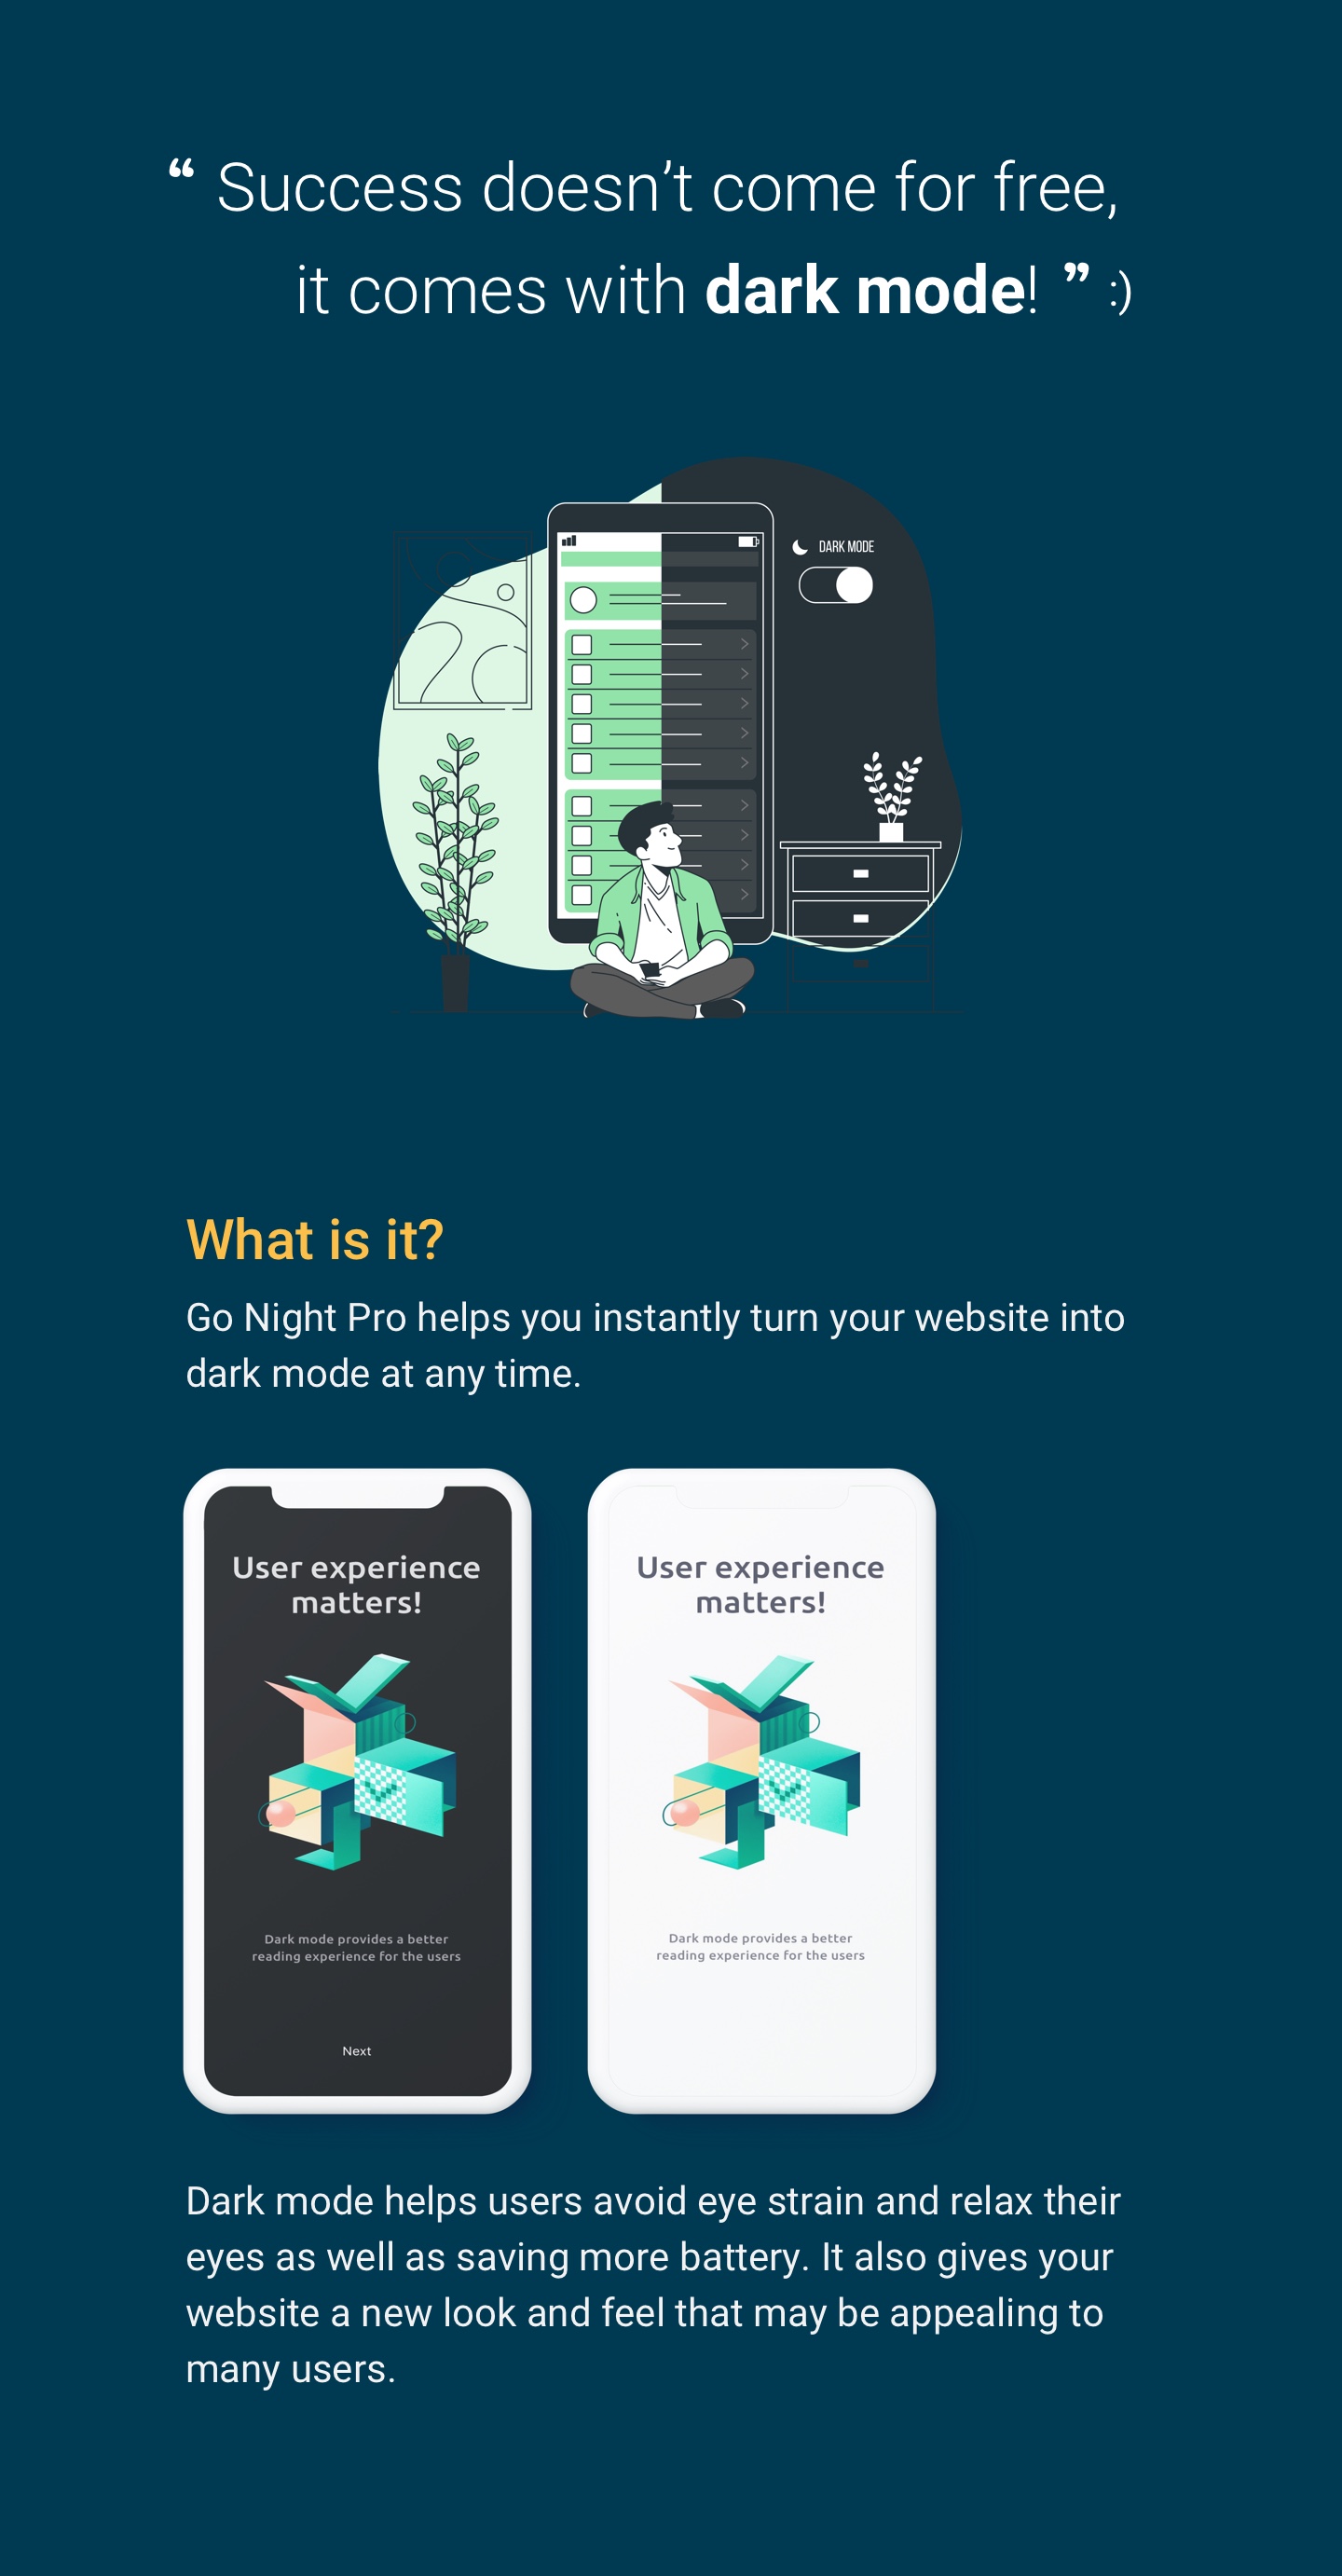 “ Success doesn’t come for free,
it comes with dark mode! ” :)
DARK MODE
What is it?
Go Night Pro helps you instantly turn your website into
dark mode at any time.
User experience
matters!
Dark mode provides a better
reading experience for the users
Next
User experience
matters!
Dark mode provides a better
reading experience for the users
Dark mode helps users avoid eye strain and relax their
eyes as well as saving more battery. It also gives your
website a new look and feel that may be appealing to
many users.